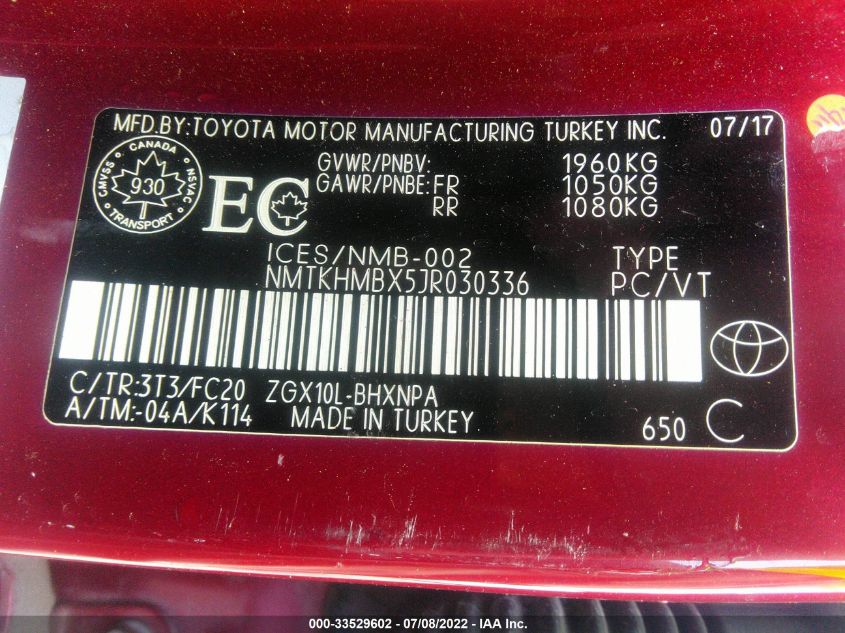 MFD.BY:TOYOTA MOTOR MANUFACTURING TURKEY INC. 07/17
CANADA
CMVSS NSVAC
930
TRANSPORT
EC
GVWR/PNBV: 1960KG
GAWR/PNBE: FR 1050KG
RR 1080KG
ICES/NMB-002 TYPE
NMTKHMBX5JR030336 PC/VT
C/TR:3T3/FC20 ZGX10L-BHXNPA
A/TM:-04A/K114 MADE IN TURKEY 650 C
000-33529602 - 07/08/2022 - IAA Inc.